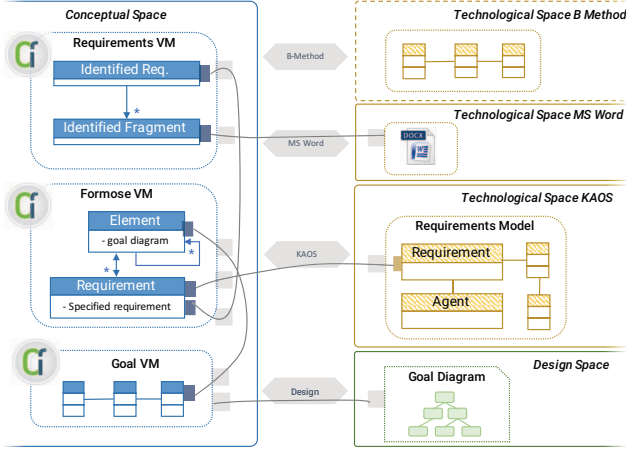 Conceptual Space
Requirements VM
Identified Req.
*
Identified Fragment
Formose VM
Element
- goal diagram
*
*
Requirement
- Specified requirement
Goal VM
B-Method
MS Word
KAOS
Design
Technological Space B Method
Technological Space MS Word
DOCX
W
Technological Space KAOS
Requirements Model
Requirement
Agent
Design Space
Goal Diagram